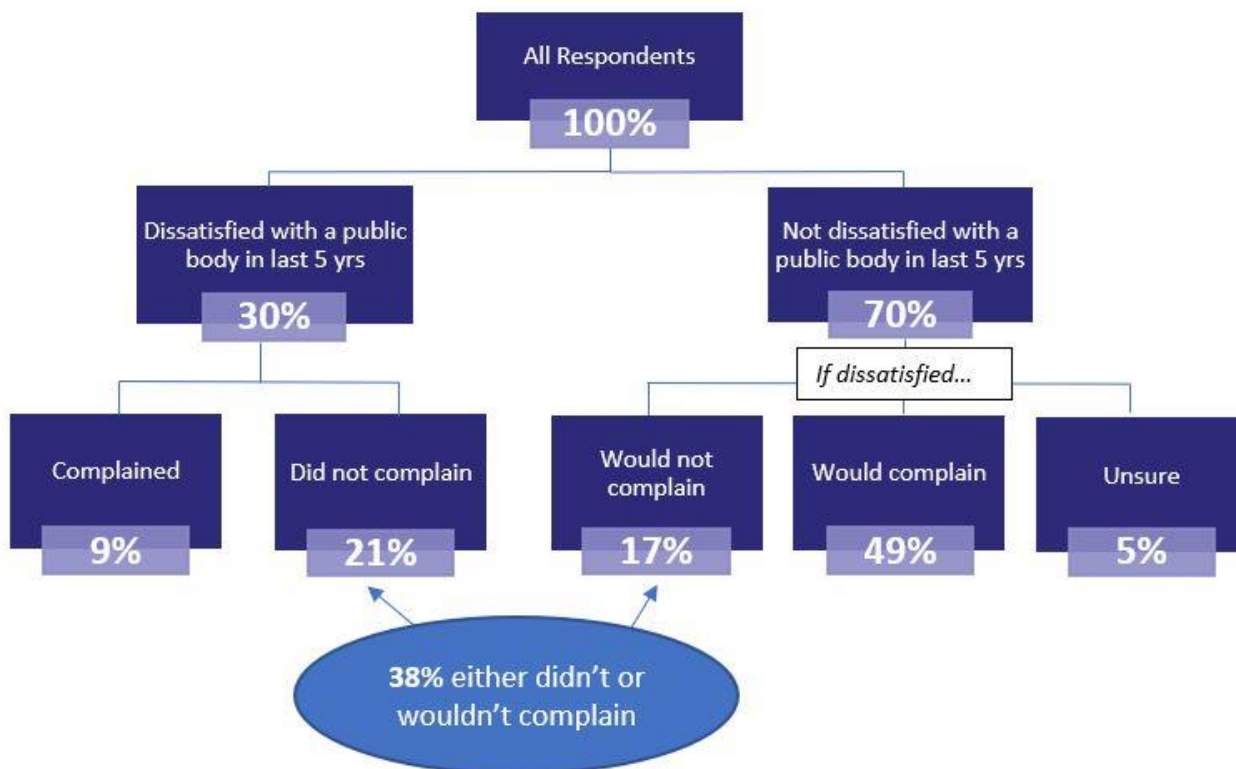 All Respondents
100%
Dissatisfied with a public
body in last 5 yrs
30%
Not dissatisfied with a
public body in last 5 yrs
70%
If dissatisfied...
Complained
9%
Did not complain
21%
Would not
complain
17%
Would complain
49%
Unsure
5%
38% either didn’t or
wouldn’t complain